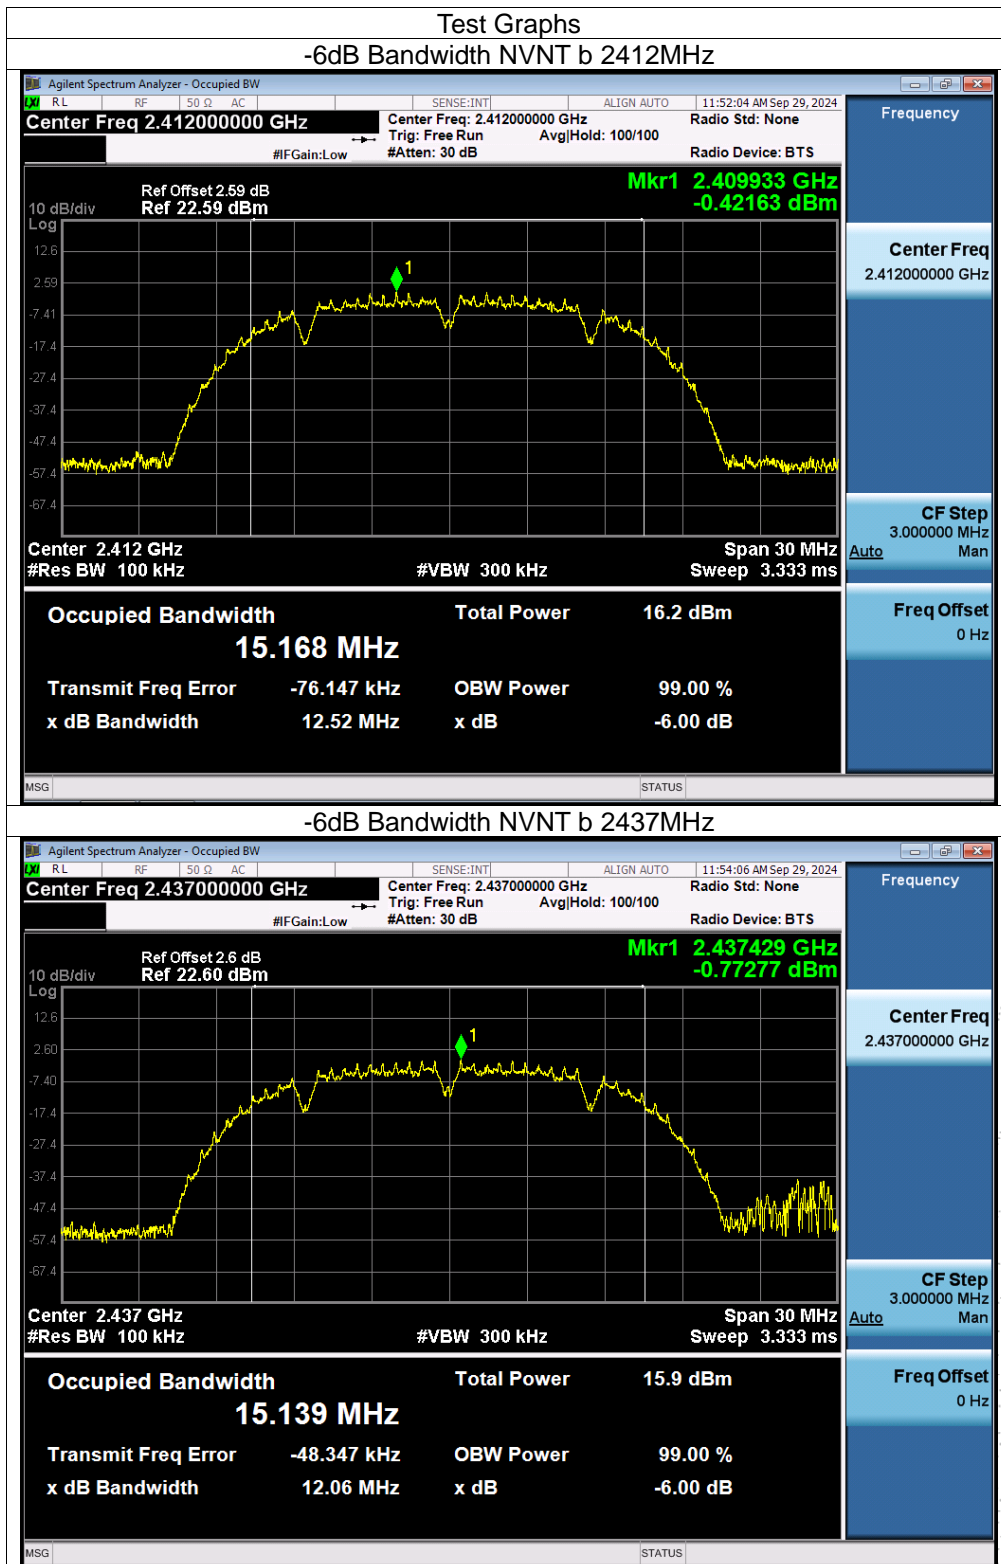 Test Graphs
-6dB Bandwidth NVNT b 2412MHz
Agilent Spectrum Analyzer - Occupied BW
LXI RL RF 50 Ω AC SENSE:INT ALIGN AUTO 11:52:04 AM Sep 29, 2024
Center Freq 2.412000000 GHz
Center Freq: 2.412000000 GHz
Radio Std: None
Trig: Free Run Avg|Hold: 100/100
#IFGain:Low
#Atten: 30 dB
Radio Device: BTS
Frequency
Ref Offset 2.59 dB
10 dB/div Ref 22.59 dBm
Mkr1 2.409933 GHz
-0.42163 dBm
Log
12.6
2.59
-7.41
-17.4
-27.4
-37.4
-47.4
-57.4
-67.4
1
Center 2.412 GHz Span 30 MHz
#Res BW 100 kHz #VBW 300 kHz Sweep 3.333 ms
Center Freq
2.412000000 GHz
CF Step
3.000000 MHz
Auto Man
Freq Offset
0 Hz
Occupied Bandwidth Total Power 16.2 dBm
15.168 MHz
Transmit Freq Error -76.147 kHz OBW Power 99.00 %
x dB Bandwidth 12.52 MHz x dB -6.00 dB
MSG STATUS
-6dB Bandwidth NVNT b 2437MHz
Agilent Spectrum Analyzer - Occupied BW
LXI RL RF 50 Ω AC SENSE:INT ALIGN AUTO 11:54:06 AM Sep 29, 2024
Center Freq 2.437000000 GHz
Center Freq: 2.437000000 GHz
Radio Std: None
Trig: Free Run Avg|Hold: 100/100
#IFGain:Low
#Atten: 30 dB
Radio Device: BTS
Frequency
Ref Offset 2.6 dB
10 dB/div Ref 22.60 dBm
Mkr1 2.437429 GHz
-0.77277 dBm
Log
12.6
2.60
-7.40
-17.4
-27.4
-37.4
-47.4
-57.4
-67.4
1
Center 2.437 GHz Span 30 MHz
#Res BW 100 kHz #VBW 300 kHz Sweep 3.333 ms
Center Freq
2.437000000 GHz
CF Step
3.000000 MHz
Auto Man
Freq Offset
0 Hz
Occupied Bandwidth Total Power 15.9 dBm
15.139 MHz
Transmit Freq Error -48.347 kHz OBW Power 99.00 %
x dB Bandwidth 12.06 MHz x dB -6.00 dB
MSG STATUS